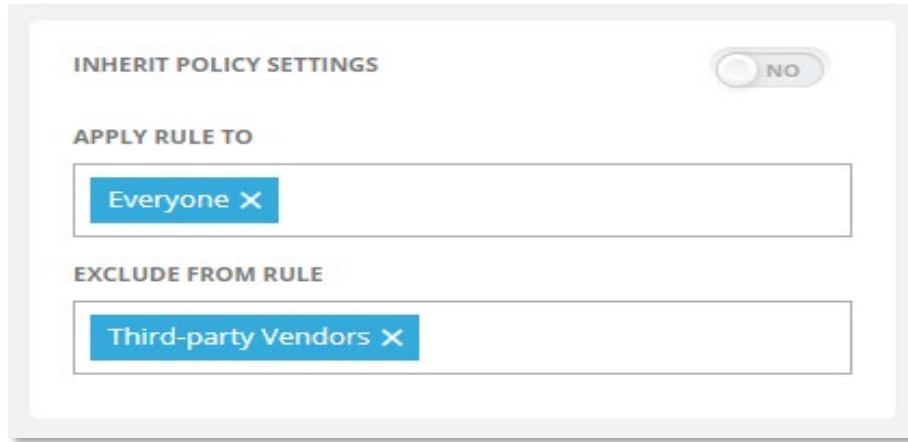 INHERIT POLICY SETTINGS NO
APPLY RULE TO
Everyone ×
EXCLUDE FROM RULE
Third-party Vendors ×